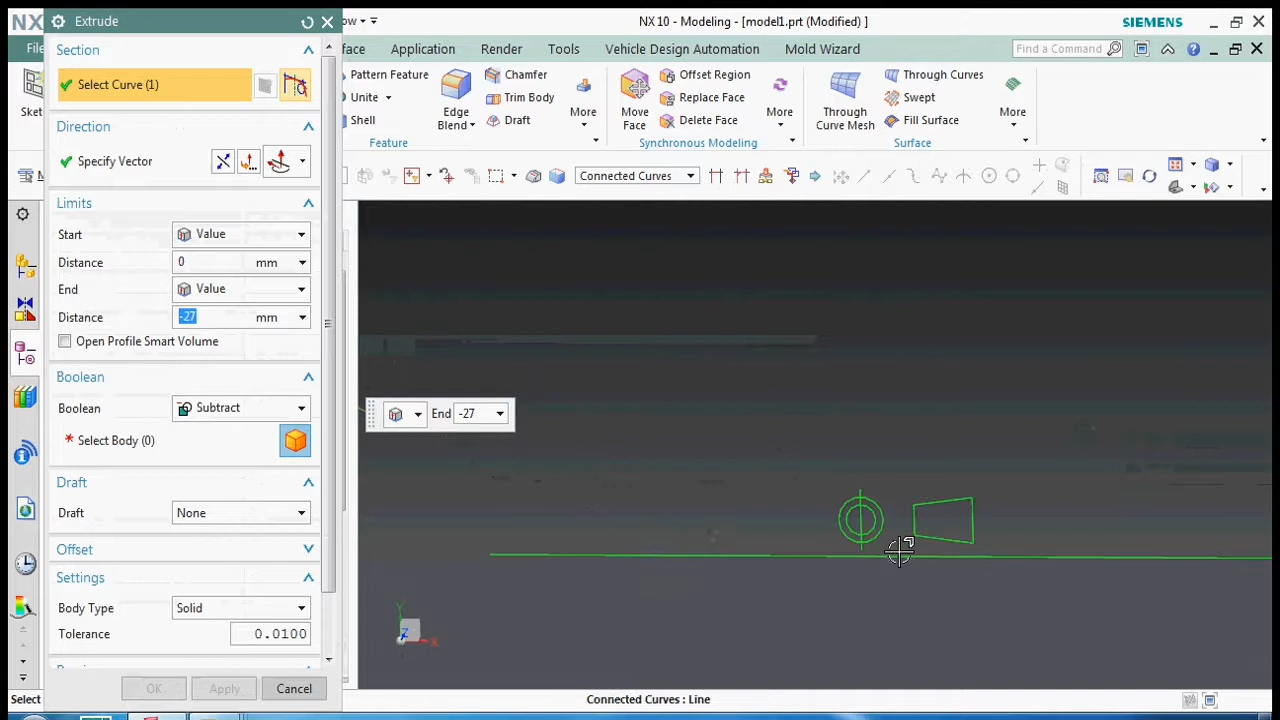 NX
Extrude
ow
NX 10 - Modeling - [model1.prt (Modified) ]
SIEMENS
File
Section
face
Application
Render
Tools
Vehicle Design Automation
Mold Wizard
Find a Command
Select Curve (1)
Sket
Pattern Feature
Unite
Shell
Chamfer
Trim Body
Draft
Edge
Blend
More
Feature
Move
Face
Offset Region
Replace Face
Delete Face
More
Synchronous Modeling
Through
Curve Mesh
Through Curves
Swept
Fill Surface
More
Surface
Direction
Specify Vector
M
Connected Curves
Limits
Start
Value
Distance
0
mm
End
Value
Distance
-27
mm
Open Profile Smart Volume
Boolean
Boolean
Subtract
Select Body (0)
End
-27
Draft
Draft
None
Offset
Settings
Body Type
Solid
Tolerance
0.0100
Y
Z
X
OK
Apply
Cancel
Select
Connected Curves : Line